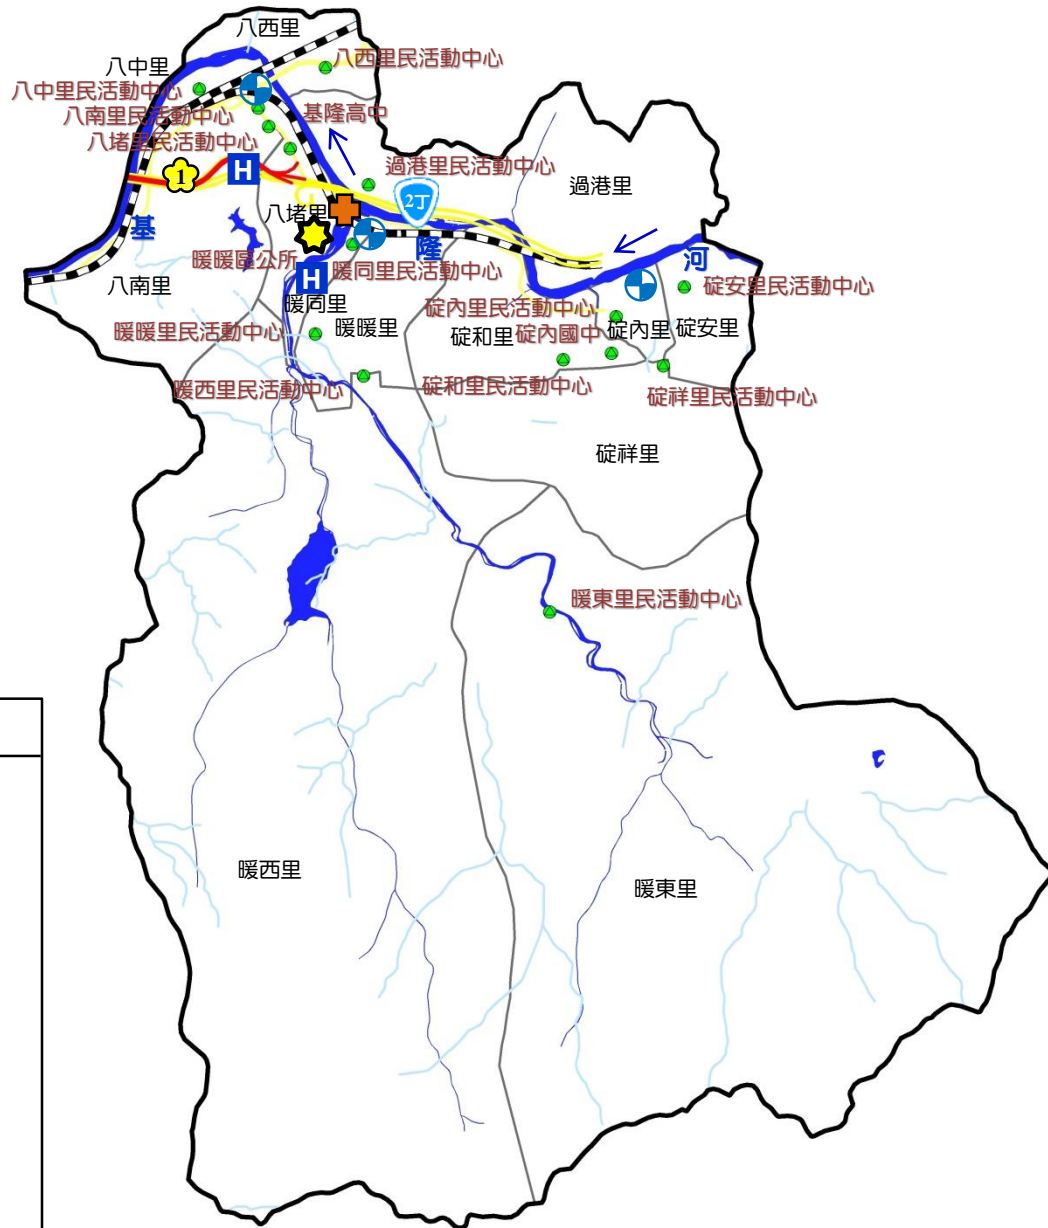 八西里
八西里民活動中心
八中里
八中里民活動中心
八南里民活動中心
基隆高中
八堵里民活動中心
過港里民活動中心
1
H
過港里
2丁
八堵里
基
隆
河
暖暖區公所
暖同里民活動中心
H
八南里
碇安里民活動中心
暖同里
碇內里民活動中心
暖暖里民活動中心
暖暖里
碇和里
碇內國中
碇內里
碇安里
暖西里民活動中心
碇和里民活動中心
碇祥里民活動中心
碇祥里
暖東里民活動中心
暖西里
暖東里